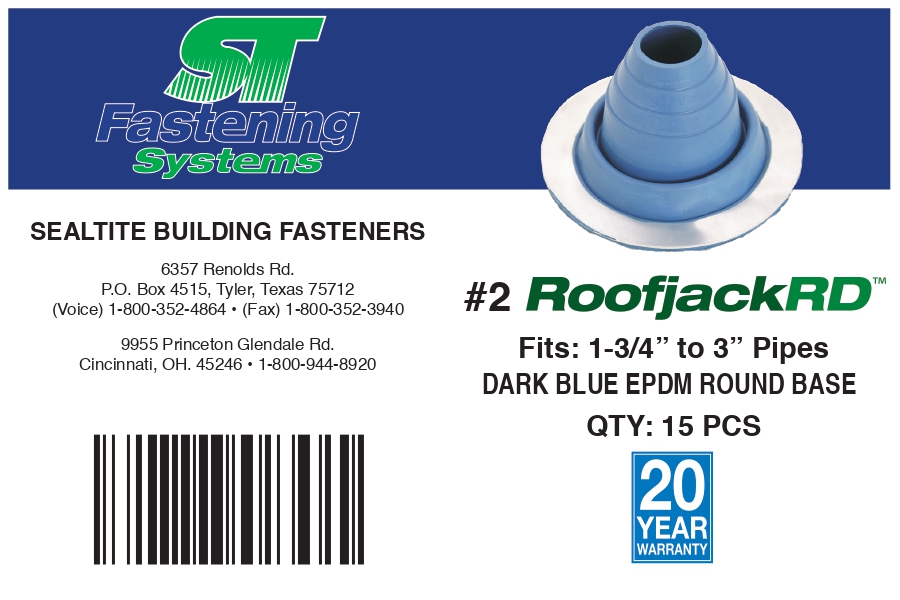 ST
Fastening
Systems
SEALTITE BUILDING FASTENERS
6357 Renolds Rd.
P.O. Box 4515, Tyler, Texas 75712
(Voice) 1-800-352-4864 • (Fax) 1-800-352-3940
9955 Princeton Glendale Rd.
Cincinnati, OH. 45246 • 1-800-944-8920
#2 RoofjackRD™
Fits: 1-3/4” to 3” Pipes
DARK BLUE EPDM ROUND BASE
QTY: 15 PCS
20
YEAR
WARRANTY